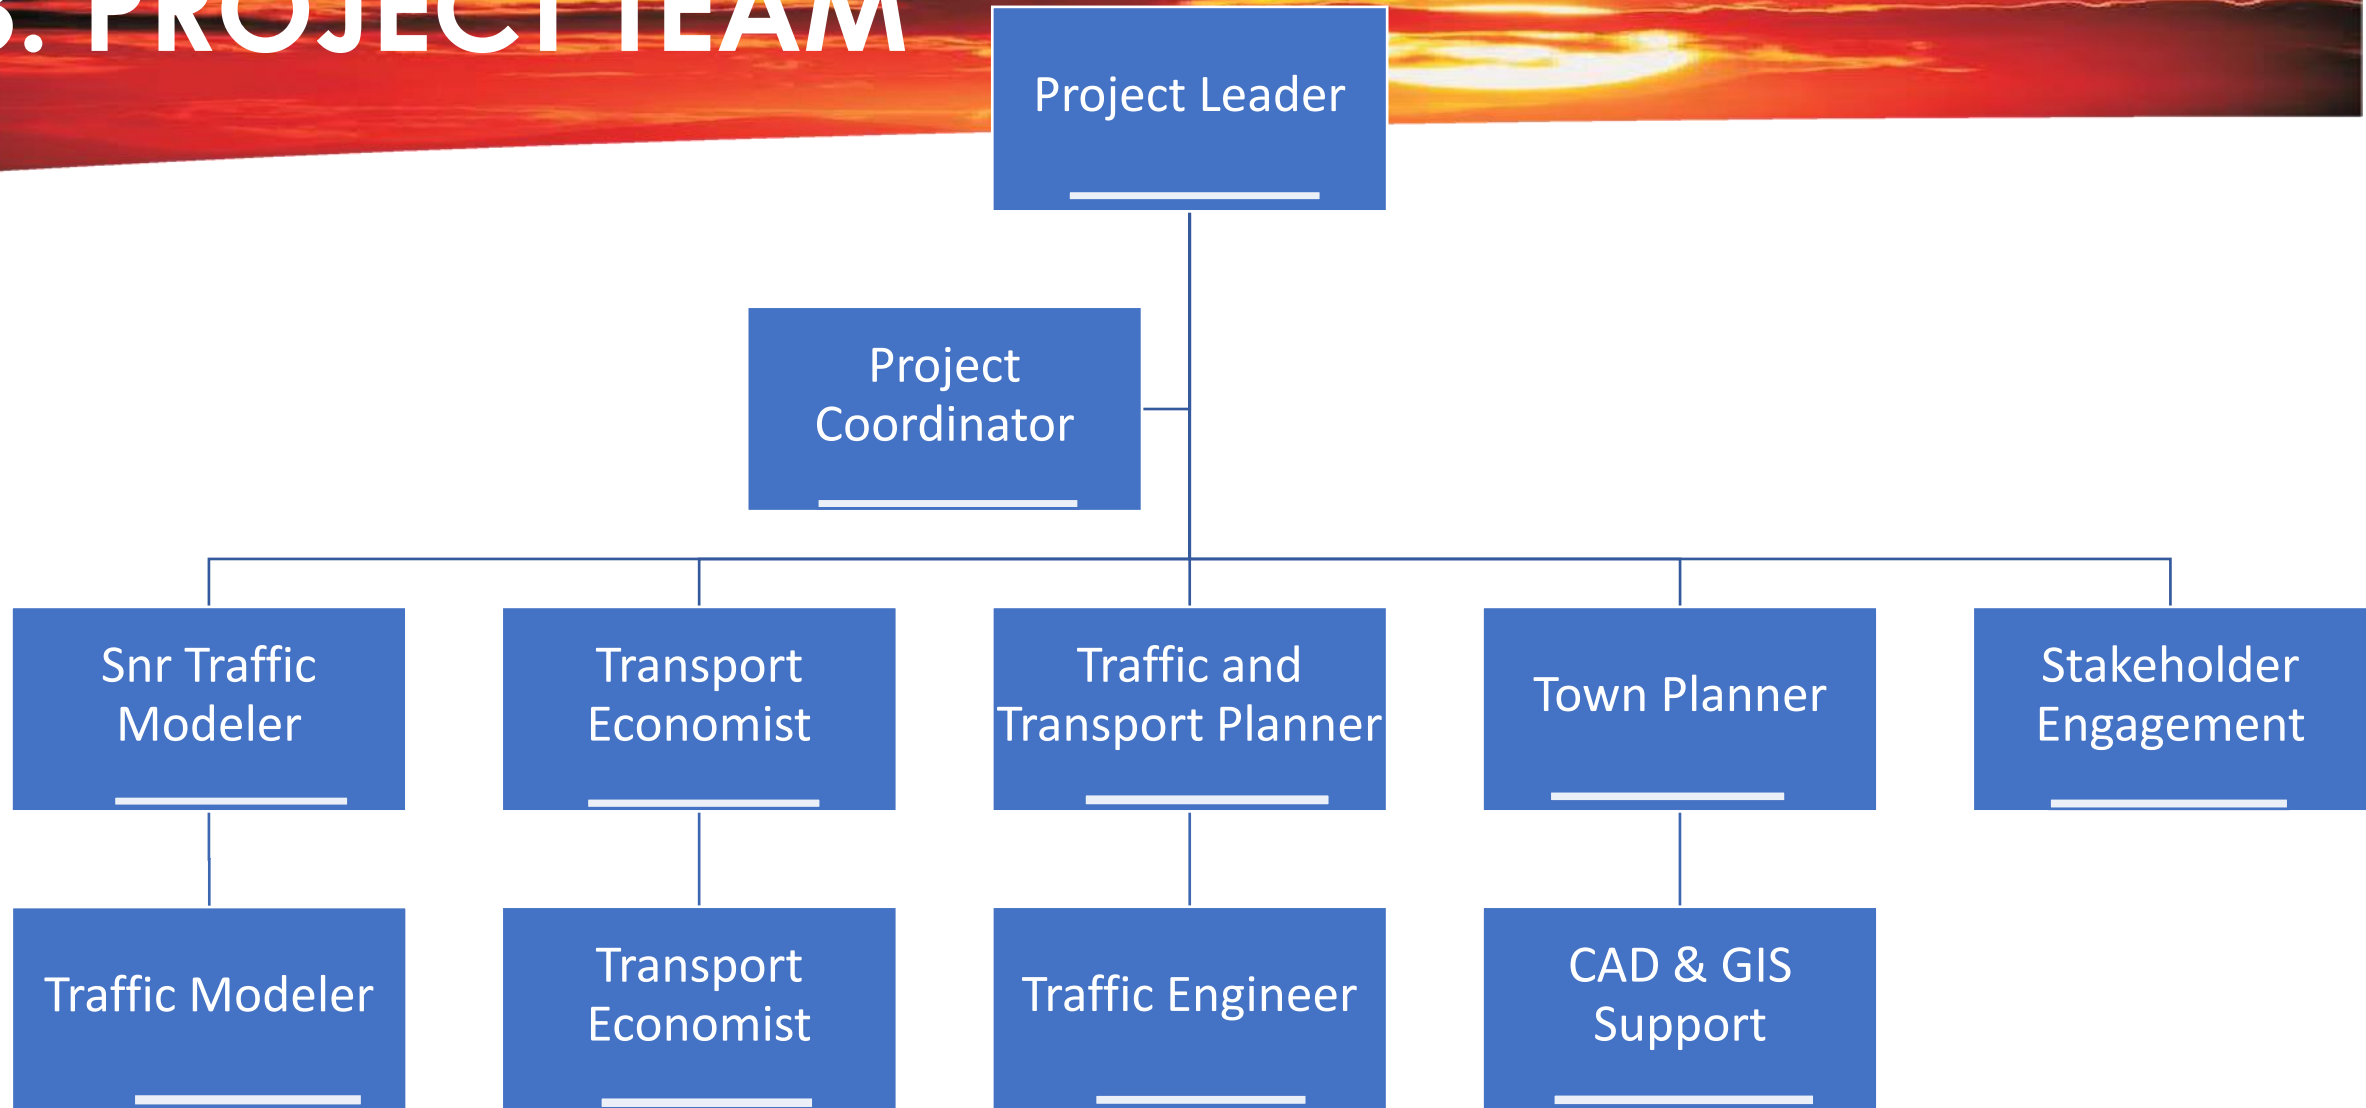 . PROJECT TEAM
Project Leader
Project
Coordinator
Snr Traffic
Modeler
Transport
Economist
Traffic and
Transport Planner
Town Planner
Stakeholder
Engagement
Traffic Modeler
Transport
Economist
Traffic Engineer
CAD & GIS
Support